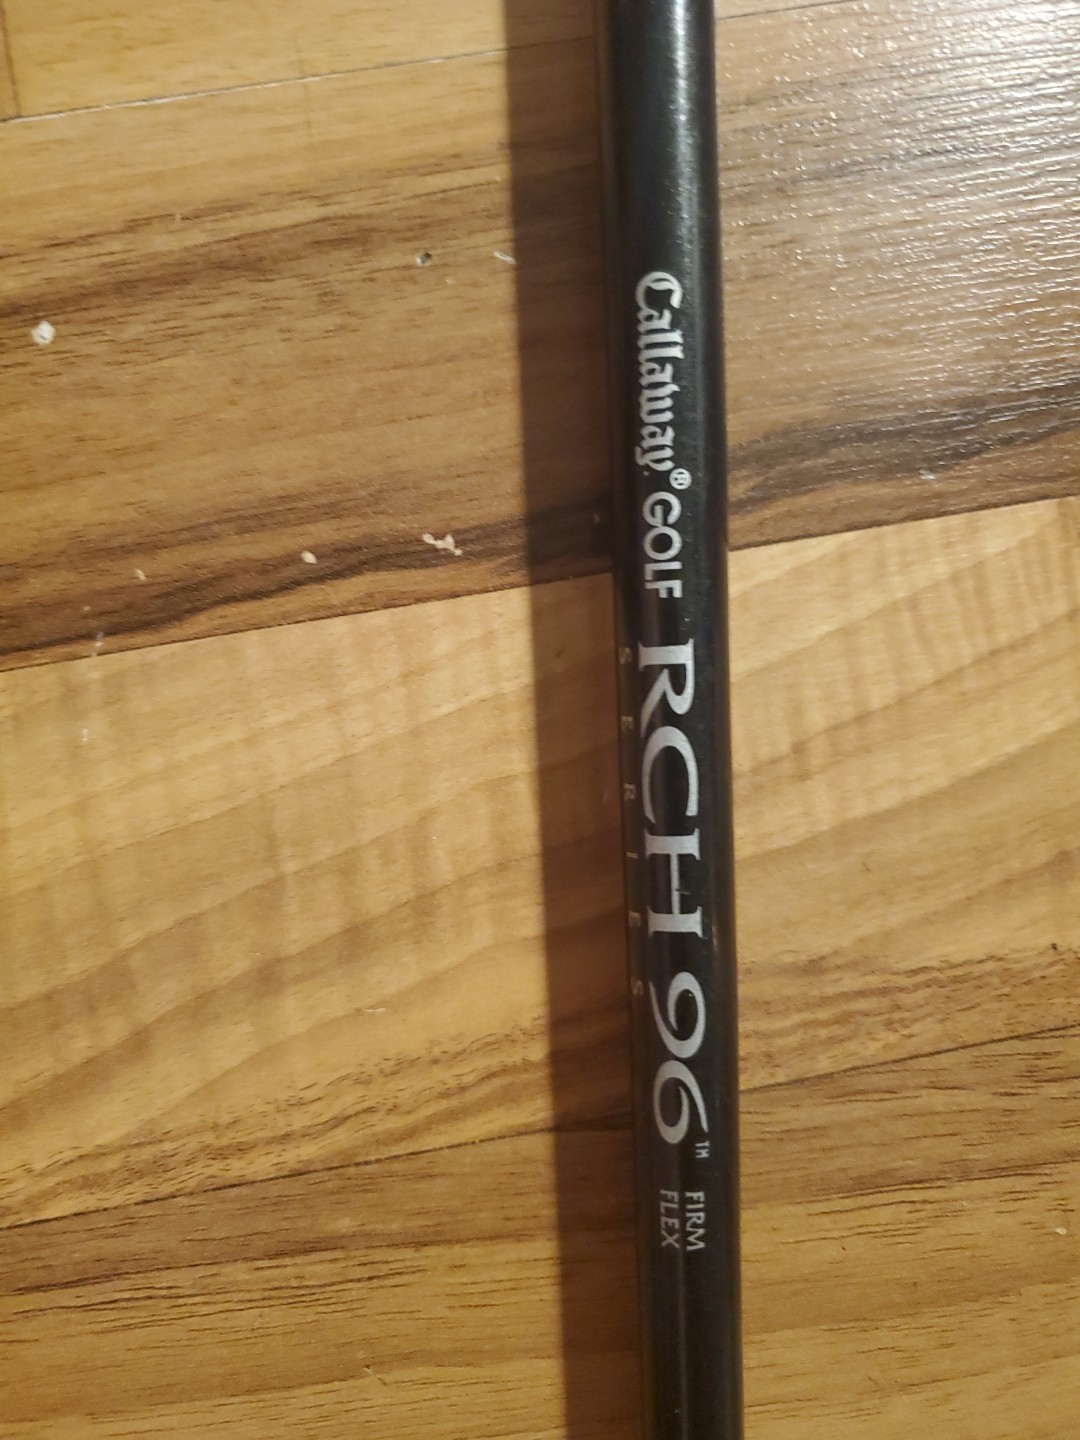 Callaway® GOLF RCH 96™ FIRM
FLEX
SERIES